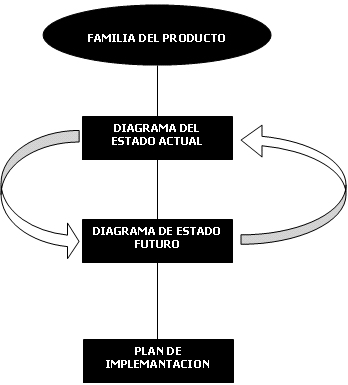 FAMILIA DEL PRODUCTO
DIAGRAMA DEL
ESTADO ACTUAL
DIAGRAMA DE ESTADO
FUTURO
PLAN DE
IMPLEMANTACION